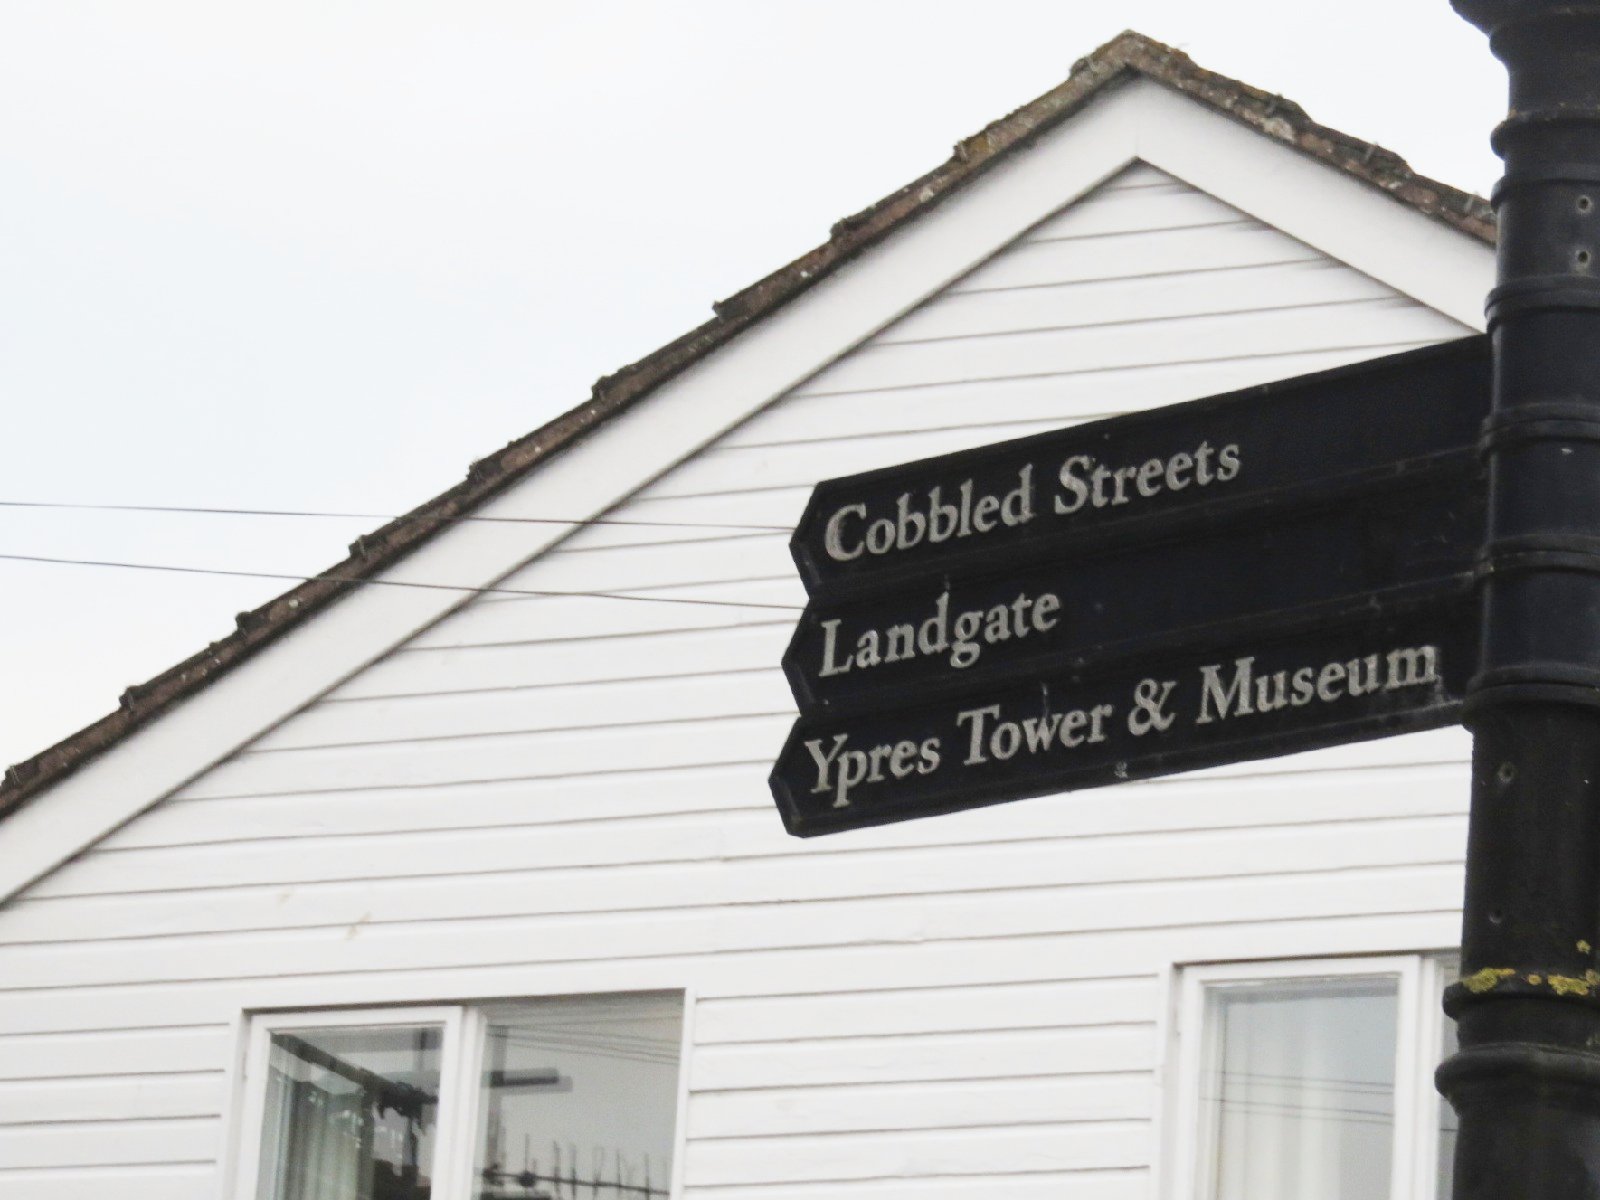 Cobbled Streets
Landgate
Ypres Tower & Museum